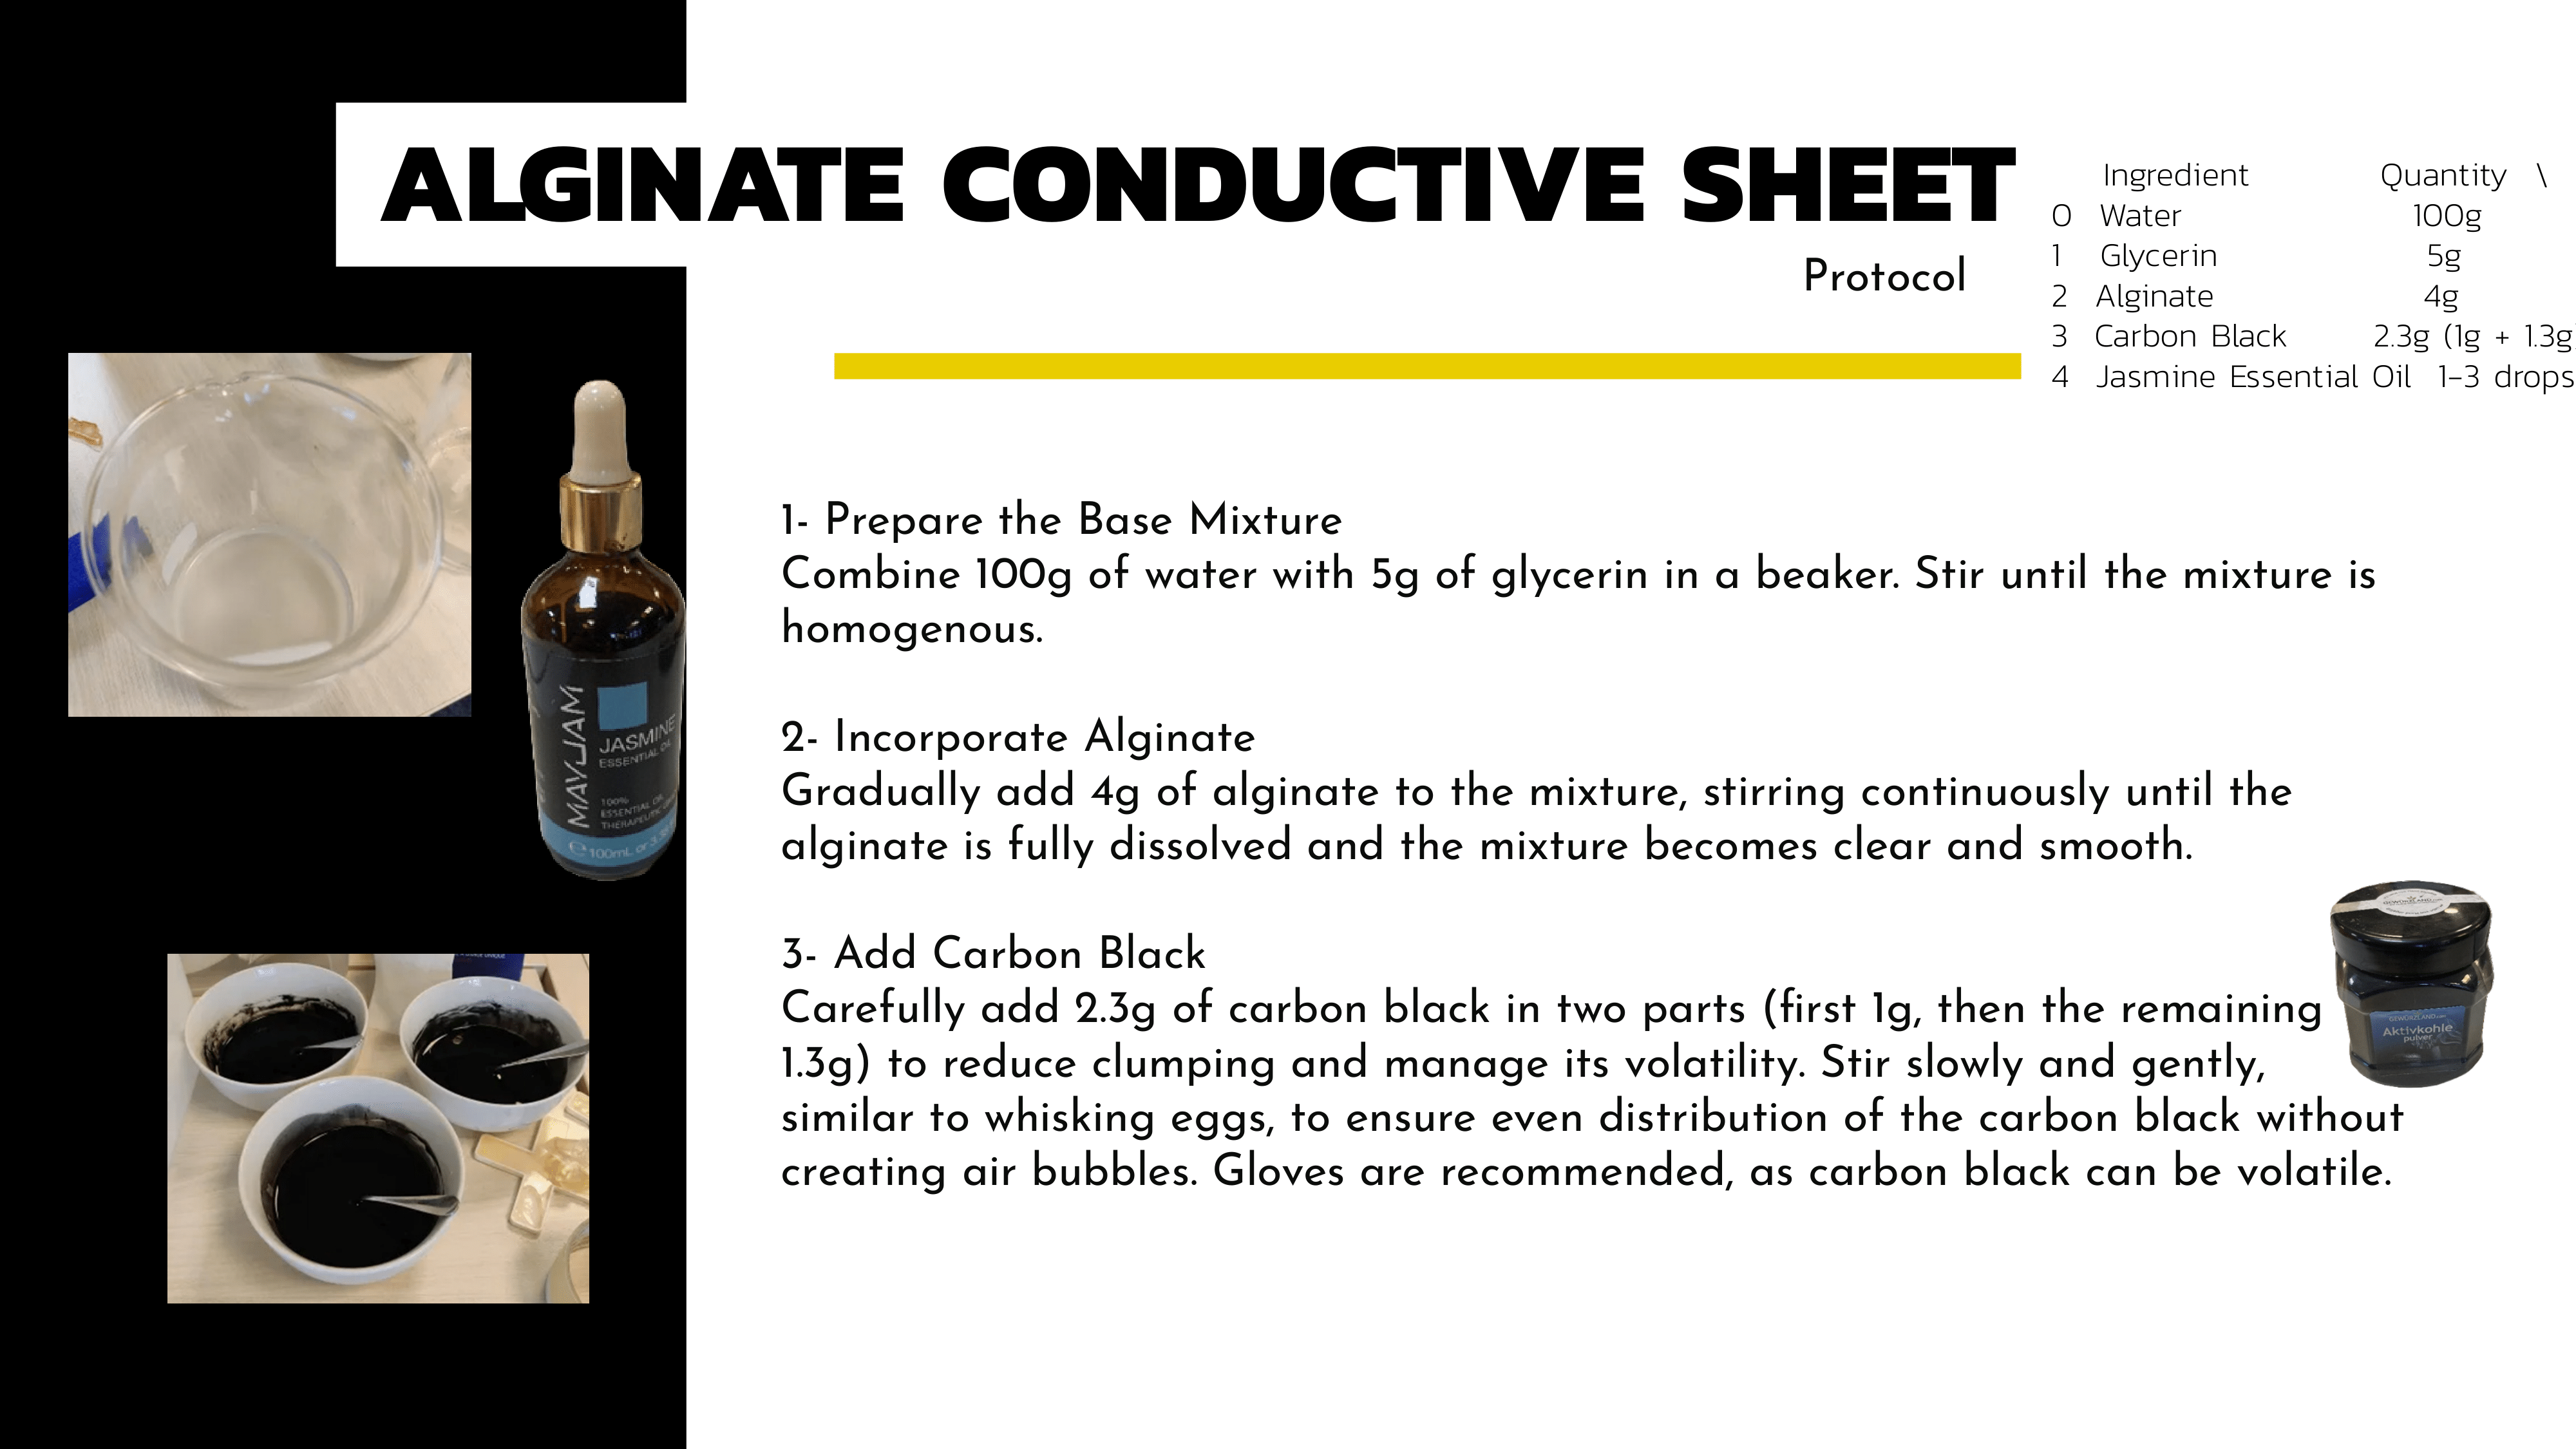 ALGINATE CONDUCTIVE SHEET
Protocol
Ingredient Quantity \
0 Water 100g
1 Glycerin 5g
2 Alginate 4g
3 Carbon Black 2.3g (1g + 1.3g
4 Jasmine Essential Oil 1-3 drops
1- Prepare the Base Mixture
Combine 100g of water with 5g of glycerin in a beaker. Stir until the mixture is
homogenous.
2- Incorporate Alginate
Gradually add 4g of alginate to the mixture, stirring continuously until the
alginate is fully dissolved and the mixture becomes clear and smooth.
3- Add Carbon Black
Carefully add 2.3g of carbon black in two parts (first 1g, then the remaining
1.3g) to reduce clumping and manage its volatility. Stir slowly and gently,
similar to whisking eggs, to ensure even distribution of the carbon black without
creating air bubbles. Gloves are recommended, as carbon black can be volatile.
MAVJAM
JASMINE
ESSENTIAL OIL
100%
ESSENTIAL OIL
100mL or
Aktivkohle
pulver